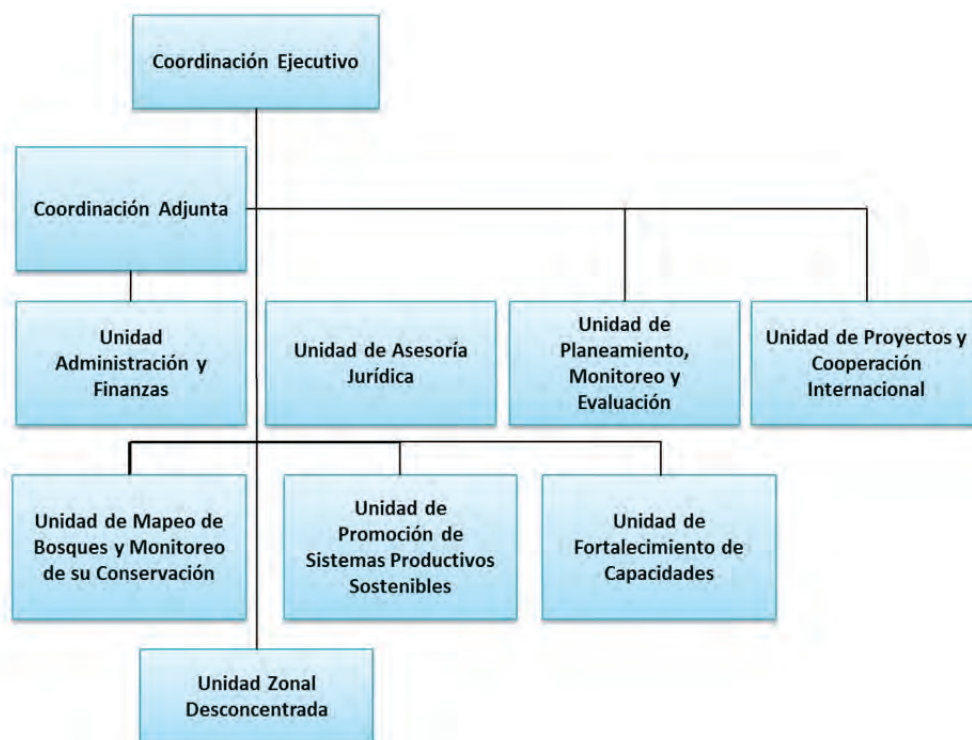 Coordinación Ejecutivo
Coordinación Adjunta
Unidad
Administración y
Finanzas
Unidad de Asesoría
Jurídica
Unidad de
Planeamiento,
Monitoreo y
Evaluación
Unidad de Proyectos y
Cooperación
Internacional
Unidad de Mapeo de
Bosques y Monitoreo
de su Conservación
Unidad de
Promoción de
Sistemas Productivos
Sostenibles
Unidad de
Fortalecimiento de
Capacidades
Unidad Zonal
Desconcentrada